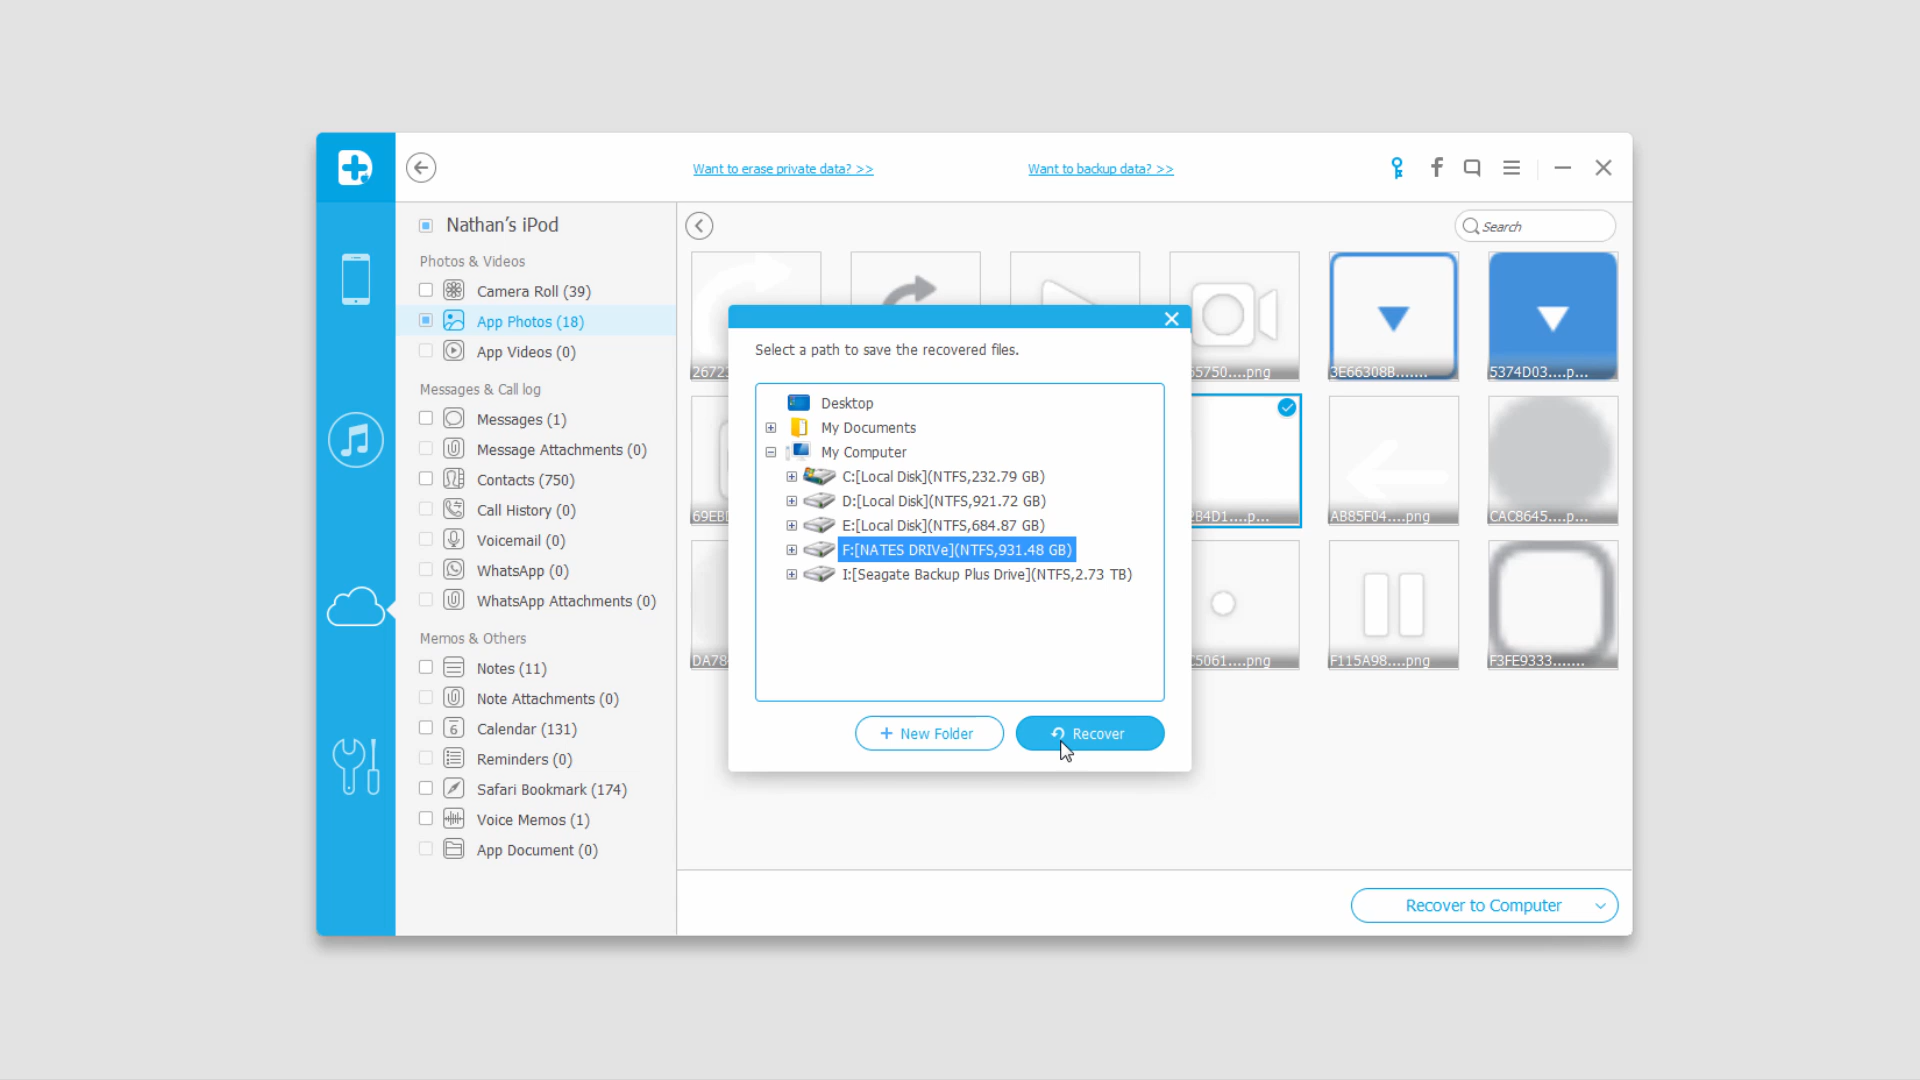 Want to erase private data? >>
Want to backup data? >>
Nathan's iPod
Search
Photos & Videos
Camera Roll (39)
App Photos (18)
App Videos (0)
Messages & Call log
Messages (1)
Message Attachments (0)
Contacts (750)
Call History (0)
Voicemail (0)
WhatsApp (0)
WhatsApp Attachments (0)
Memos & Others
Notes (11)
Note Attachments (0)
Calendar (131)
6
Reminders (0)
Safari Bookmark (174)
Voice Memos (1)
App Document (0)
2672
5750....png
3E66308B.......
5374D03....p...
69EB
B4D1....p...
AB85F04....png
CAC8645....p...
DA78
C5061....png
F115A98....png
F3FE9333.......
Select a path to save the recovered files.
Desktop
My Documents
My Computer
C:[Local Disk](NTFS,232.79 GB)
D:[Local Disk](NTFS,921.72 GB)
E:[Local Disk](NTFS,684.87 GB)
F:[NATES DRIVe](NTFS,931.48 GB)
I:[Seagate Backup Plus Drive](NTFS,2.73 TB)
+ New Folder
Recover
Recover to Computer